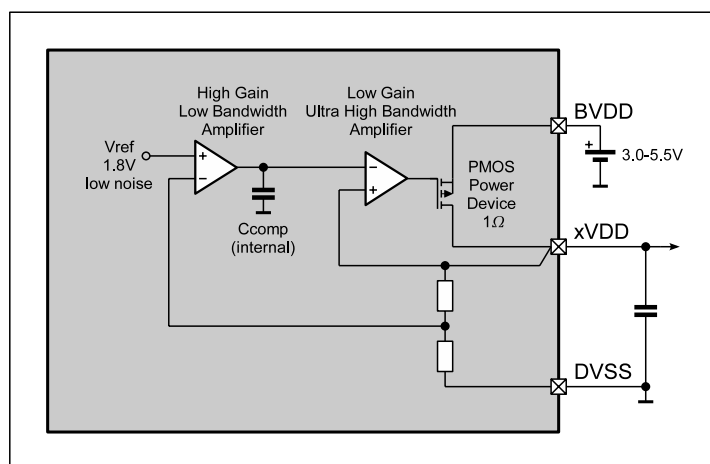 High Gain
Low Bandwidth
Amplifier
Low Gain
Ultra High Bandwidth
Amplifier
BVDD
Vref
1.8V
low noise
+
−
−
+
+
3.0-5.5V
PMOS
Power
Device
1Ω
Ccomp
(internal)
xVDD
DVSS